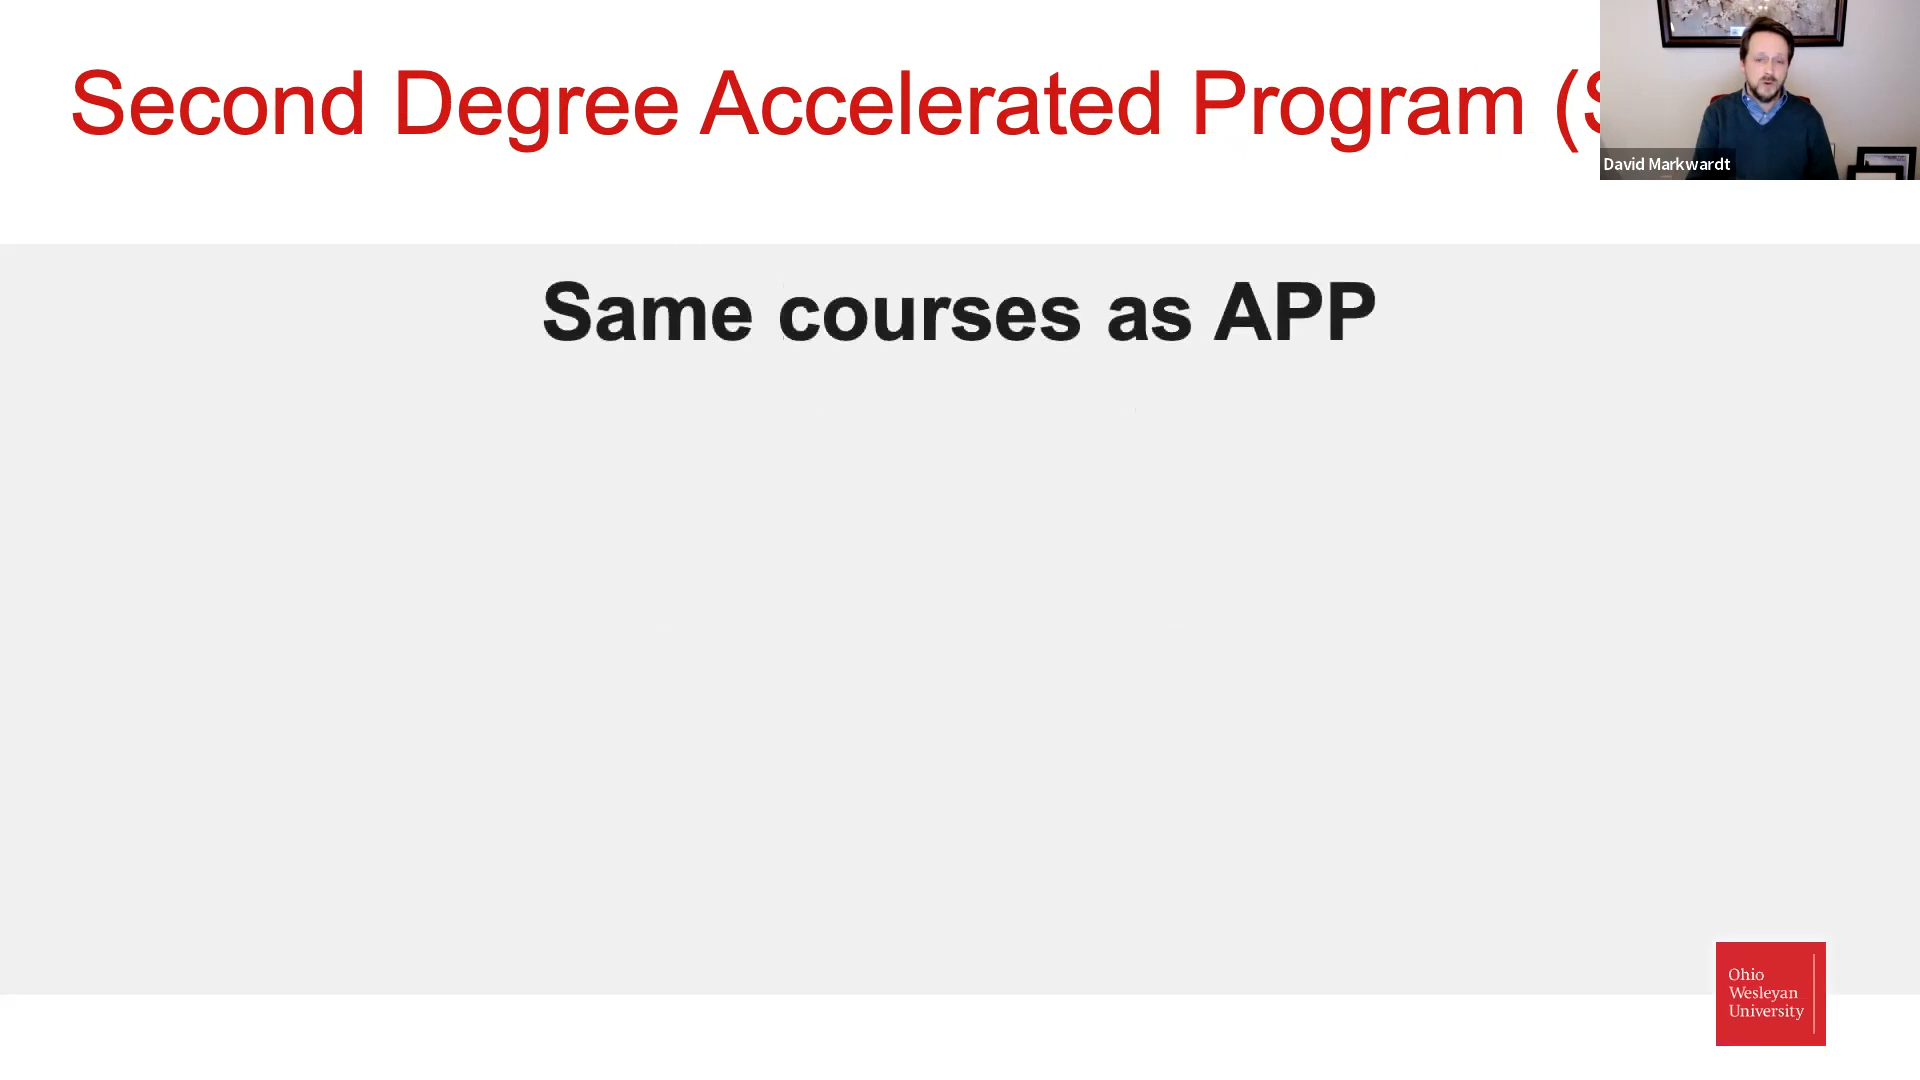 Second Degree Accelerated Program (S
David Markwardt
Same courses as APP
Ohio
Wesleyan
University